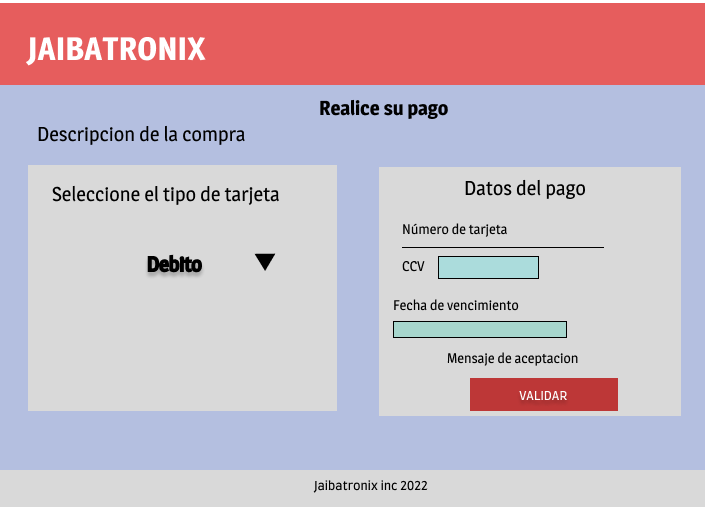 JAIBATRONIX
Realice su pago
Descripcion de la compra
Seleccione el tipo de tarjeta
Debito
Datos del pago
Número de tarjeta
CCV
Fecha de vencimiento
Mensaje de aceptacion
VALIDAR
Jaibatronix inc 2022